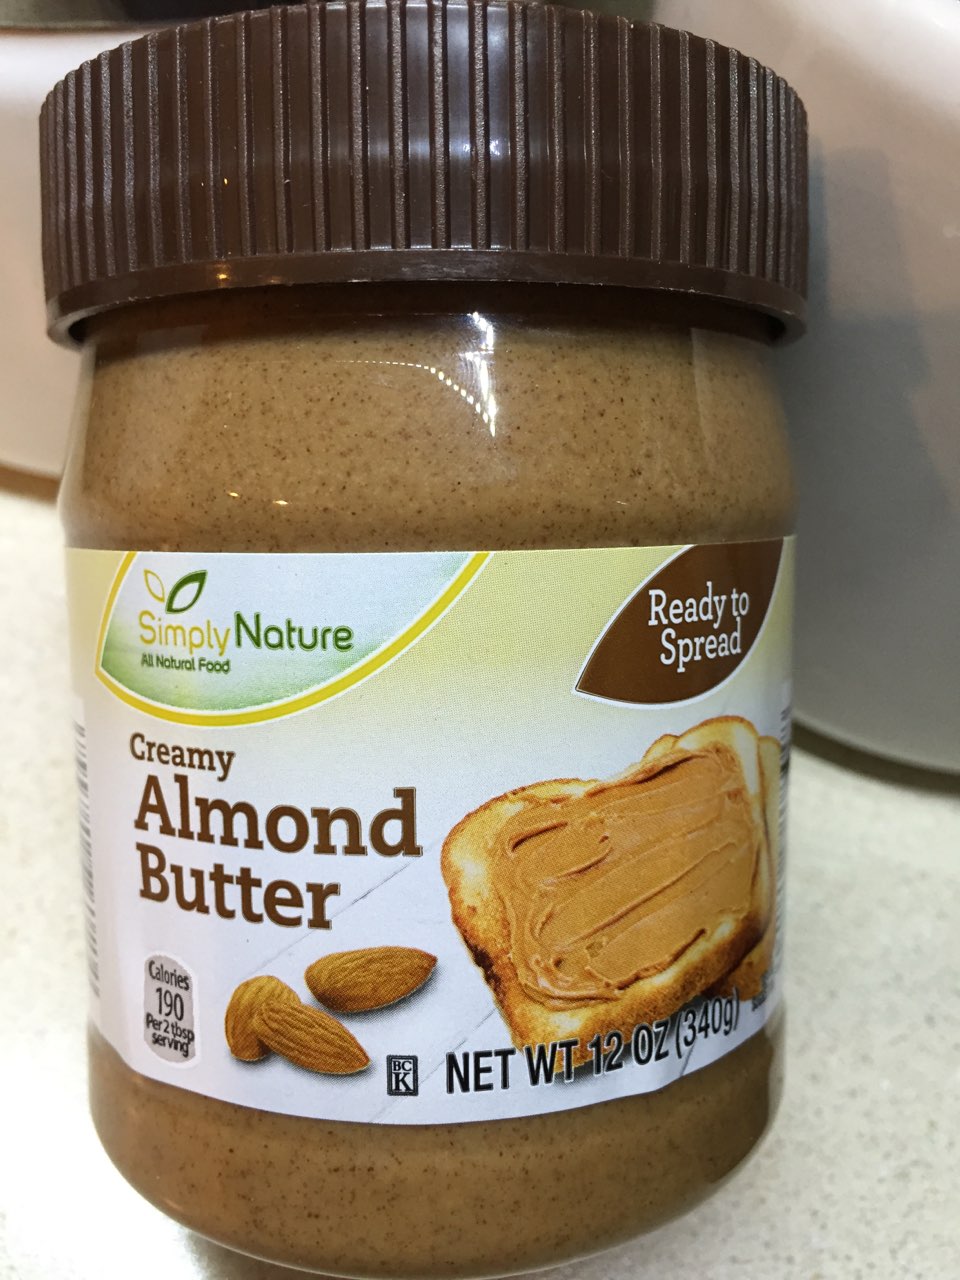 Simply Nature
All Natural Food
Ready to
Spread
Creamy
Almond
Butter
Calories
190
Per 2 tbsp
serving
BC
K
NET WT 12 OZ (340g)